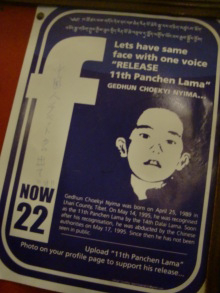 Lets have same
face with one voice
"RELEASE
11th Panchen Lama"
GEDHUN CHOEKYI NYIMA...
NOW
22
Gedhun Choekyi Nyima was born on April 25, 1989 in
Lhari County, Tibet. On May 14, 1995, he was recognised
as the 11th Panchen Lama by the 14th Dalai Lama. Soon
after his recognisation, he was abducted by the Chinese
authorities on May 17, 1995. Since then he has not been
seen in public.
Upload "11th Panchen Lama"
Photo on your profile page to support his release...